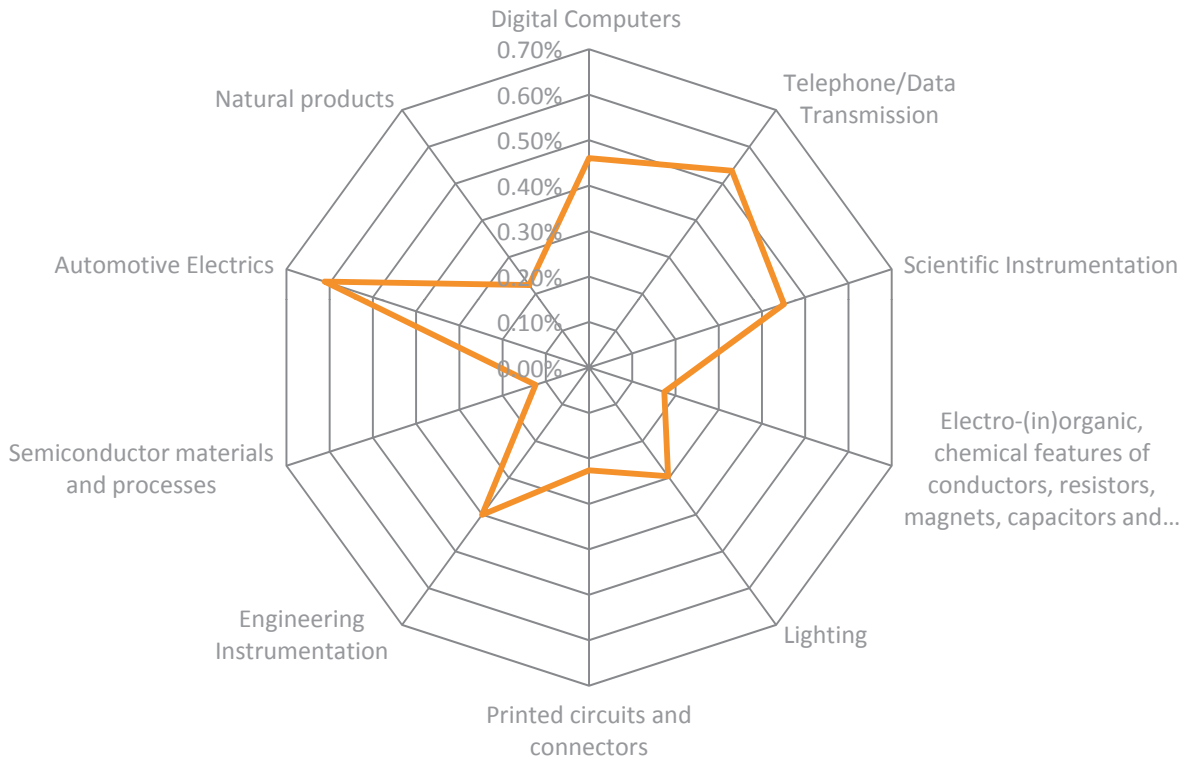 Digital Computers
0.70%
0.60%
0.50%
0.40%
0.30%
0.20%
0.10%
0.00%
Telephone/Data
Transmission
Scientific Instrumentation
Electro-(in)organic,
chemical features of
conductors, resistors,
magnets, capacitors and…
Lighting
Printed circuits and
connectors
Engineering
Instrumentation
Semiconductor materials
and processes
Automotive Electrics
Natural products